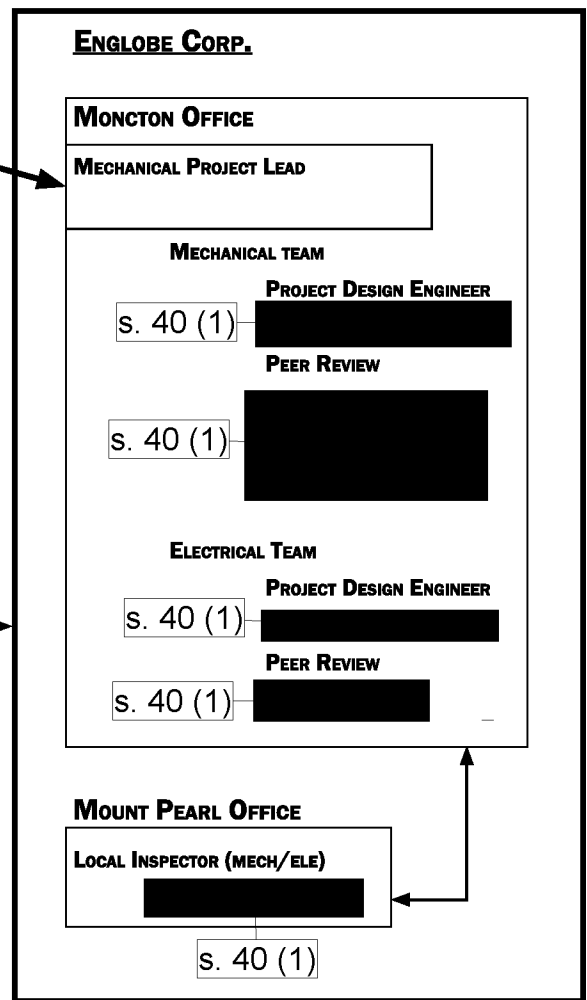 ENGLOBE CORP.
MONCTON OFFICE
MECHANICAL PROJECT LEAD
MECHANICAL TEAM
PROJECT DESIGN ENGINEER
s. 40 (1)
PEER REVIEW
s. 40 (1)
ELECTRICAL TEAM
PROJECT DESIGN ENGINEER
s. 40 (1)
PEER REVIEW
s. 40 (1)
MOUNT PEARL OFFICE
LOCAL INSPECTOR (MECH/ELE)
s. 40 (1)